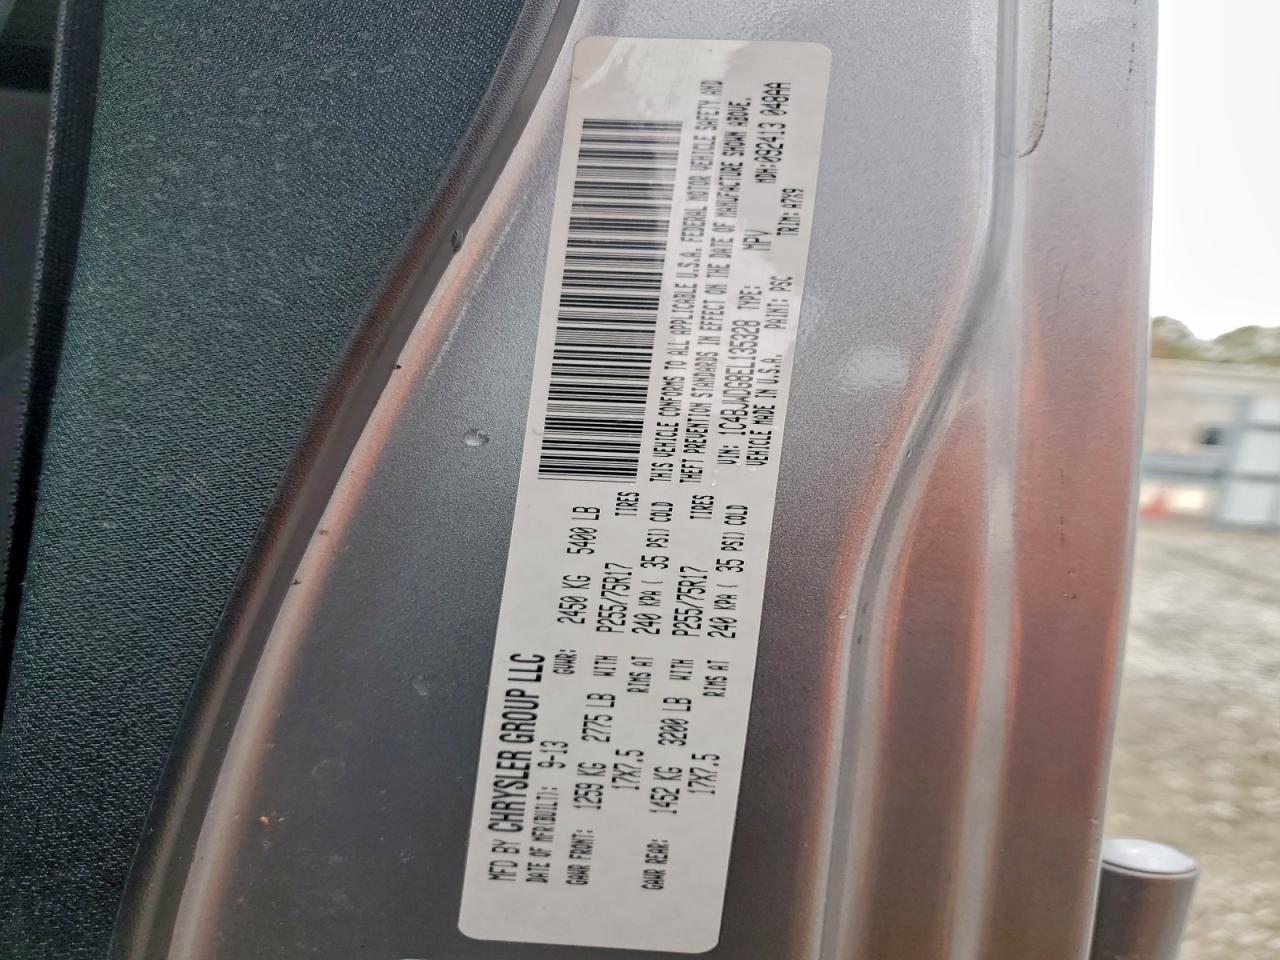 MFD BY CHRYSLER GROUP LLC
DATE OF MFR(BUILT): 9-13 GVWR: 2450 KG 5400 LB
GAWR FRONT: 1259 KG 2775 LB WITH P255/75R17 TIRES
17X7.5 RIMS AT 240 KPA ( 35 PSI) COLD
GAWR REAR: 1452 KG 3200 LB WITH P255/75R17 TIRES
17X7.5 RIMS AT 240 KPA ( 35 PSI) COLD
THIS VEHICLE CONFORMS TO ALL APPLICABLE U.S.A. FEDERAL MOTOR VEHICLE SAFETY AND
THEFT PREVENTION STANDARDS IN EFFECT ON THE DATE OF MANUFACTURE SHOWN ABOVE.
VIN: 1C4BJWDG8EL135328 TYPE: MPV MDH:092413 048AA
VEHICLE MADE IN U.S.A. PAINT: PSC TRIM: A7X9